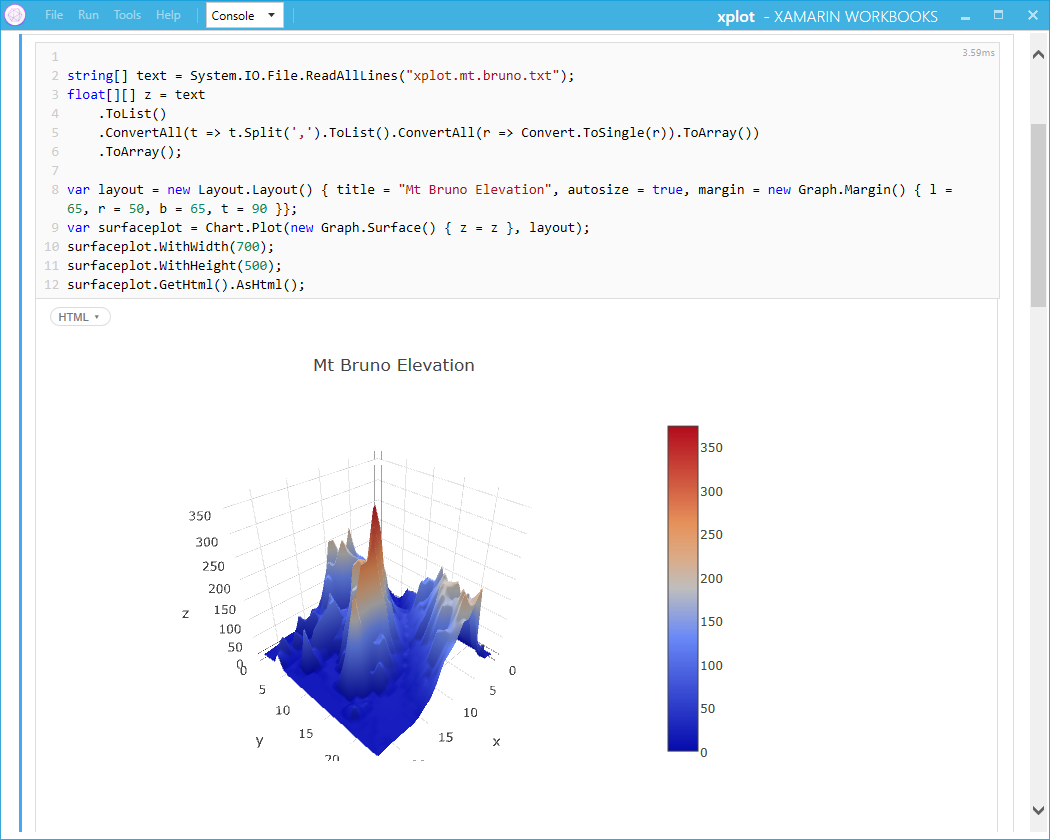 File Run Tools Help Console xplot – XAMARIN WORKBOOKS
3.59ms
1
2 string[] text = System.IO.File.ReadAllLines("xplot.mt.bruno.txt");
3 float[][] z = text
4 .ToList()
5 .ConvertAll(t => t.Split(',').ToList().ConvertAll(r => Convert.ToSingle(r)).ToArray())
6 .ToArray();
7
8 var layout = new Layout.Layout() { title = "Mt Bruno Elevation", autosize = true, margin = new Graph.Margin() { l =
65, r = 50, b = 65, t = 90 }};
9 var surfaceplot = Chart.Plot(new Graph.Surface() { z = z }, layout);
10 surfaceplot.WithWidth(700);
11 surfaceplot.WithHeight(500);
12 surfaceplot.GetHtml().AsHtml();
HTML
Mt Bruno Elevation
350
300
250
200
150
100
50
0
z
0
5
10
15
20
y
0
5
10
15
x
350
300
250
200
150
100
50
0